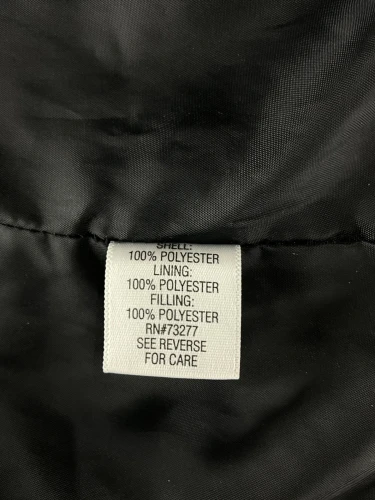 SHELL:
100% POLYESTER
LINING:
100% POLYESTER
FILLING:
100% POLYESTER
RN#73277
SEE REVERSE
FOR CARE